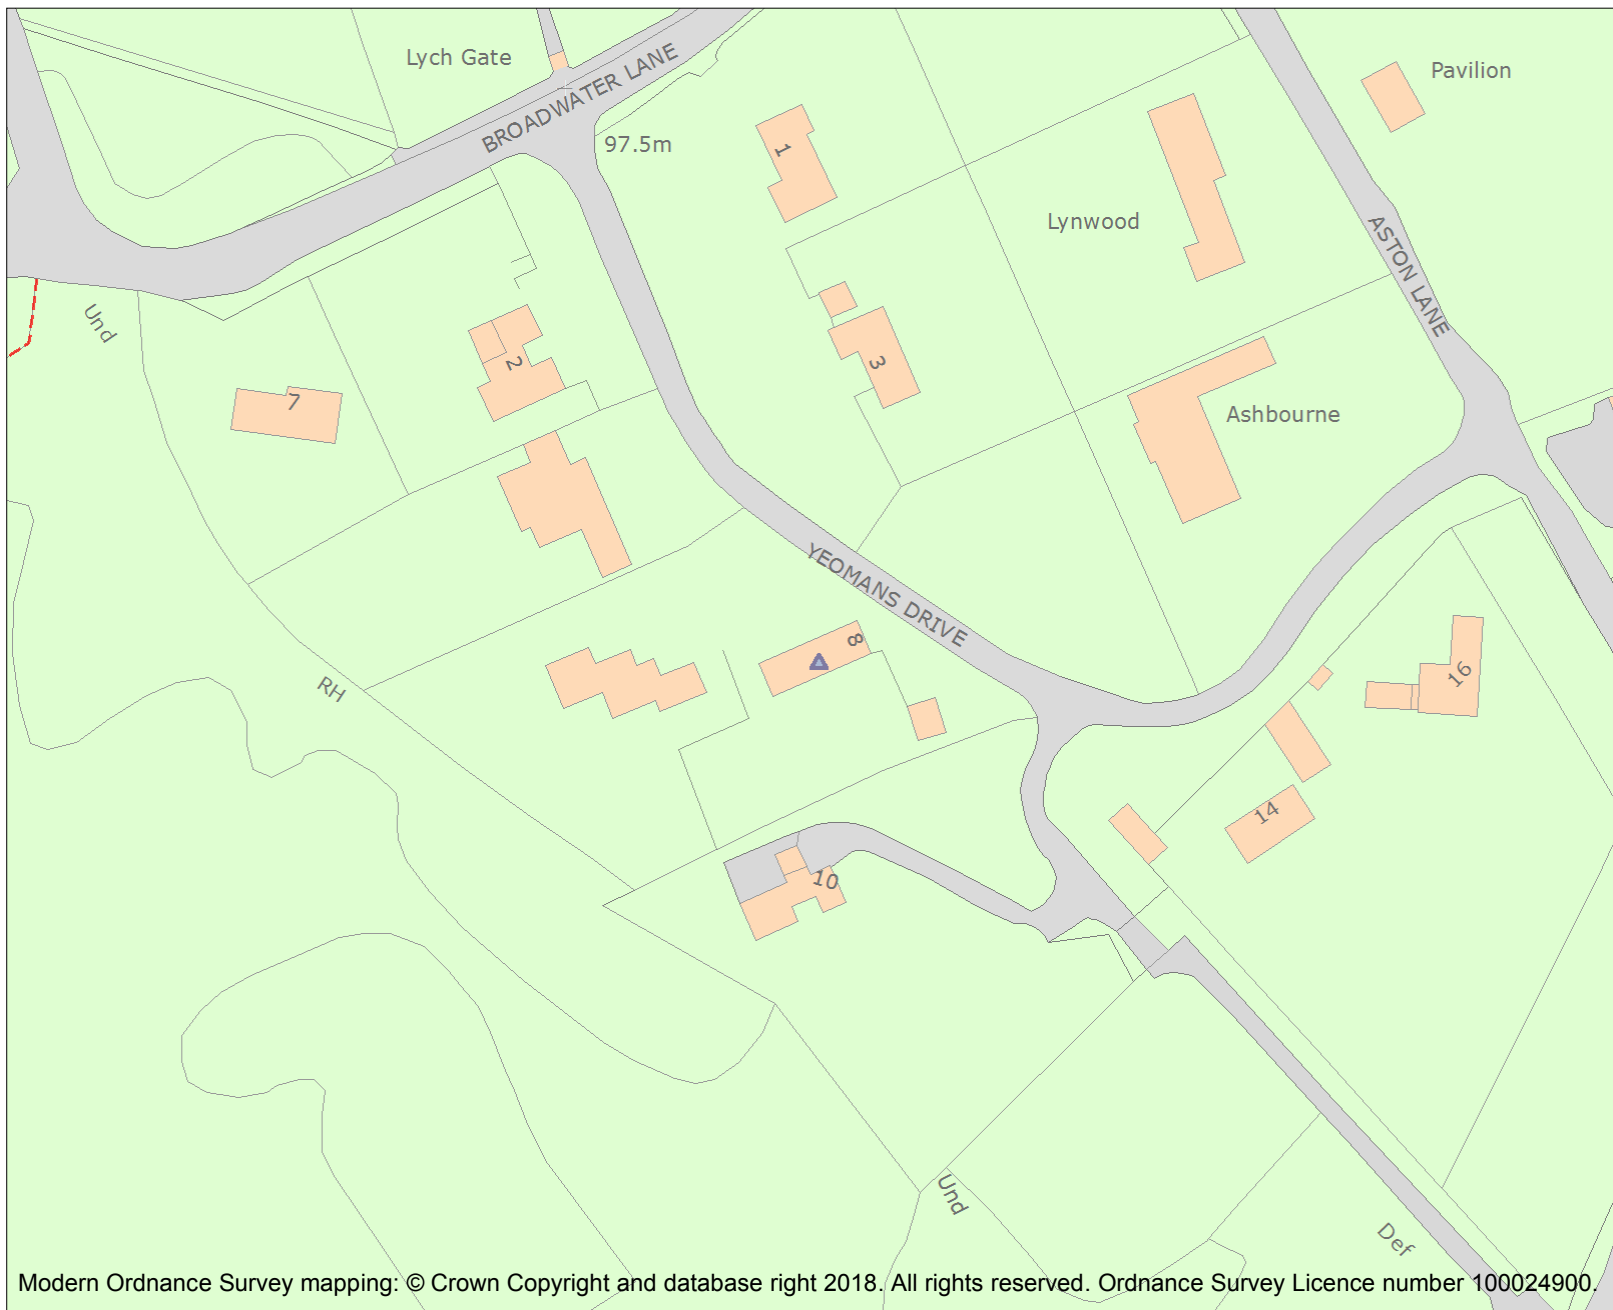 Lych Gate
BROADWATER LANE
Pavilion
97.5m
1
Lynwood
ASTON LANE
Und
2
3
7
Ashbourne
YEOMANS DRIVE
8
RH
16
14
10
Und
Def
Modern Ordnance Survey mapping: © Crown Copyright and database right 2018. All rights reserved. Ordnance Survey Licence number 100024900.